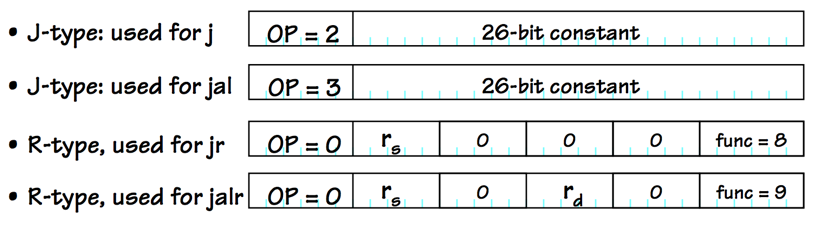 • J-type: used for j OP = 2 26-bit constant
• J-type: used for jal OP = 3 26-bit constant
• R-type, used for jr OP = 0 rs 0 0 0 func = 8
• R-type, used for jalr OP = 0 rs 0 rd 0 func = 9